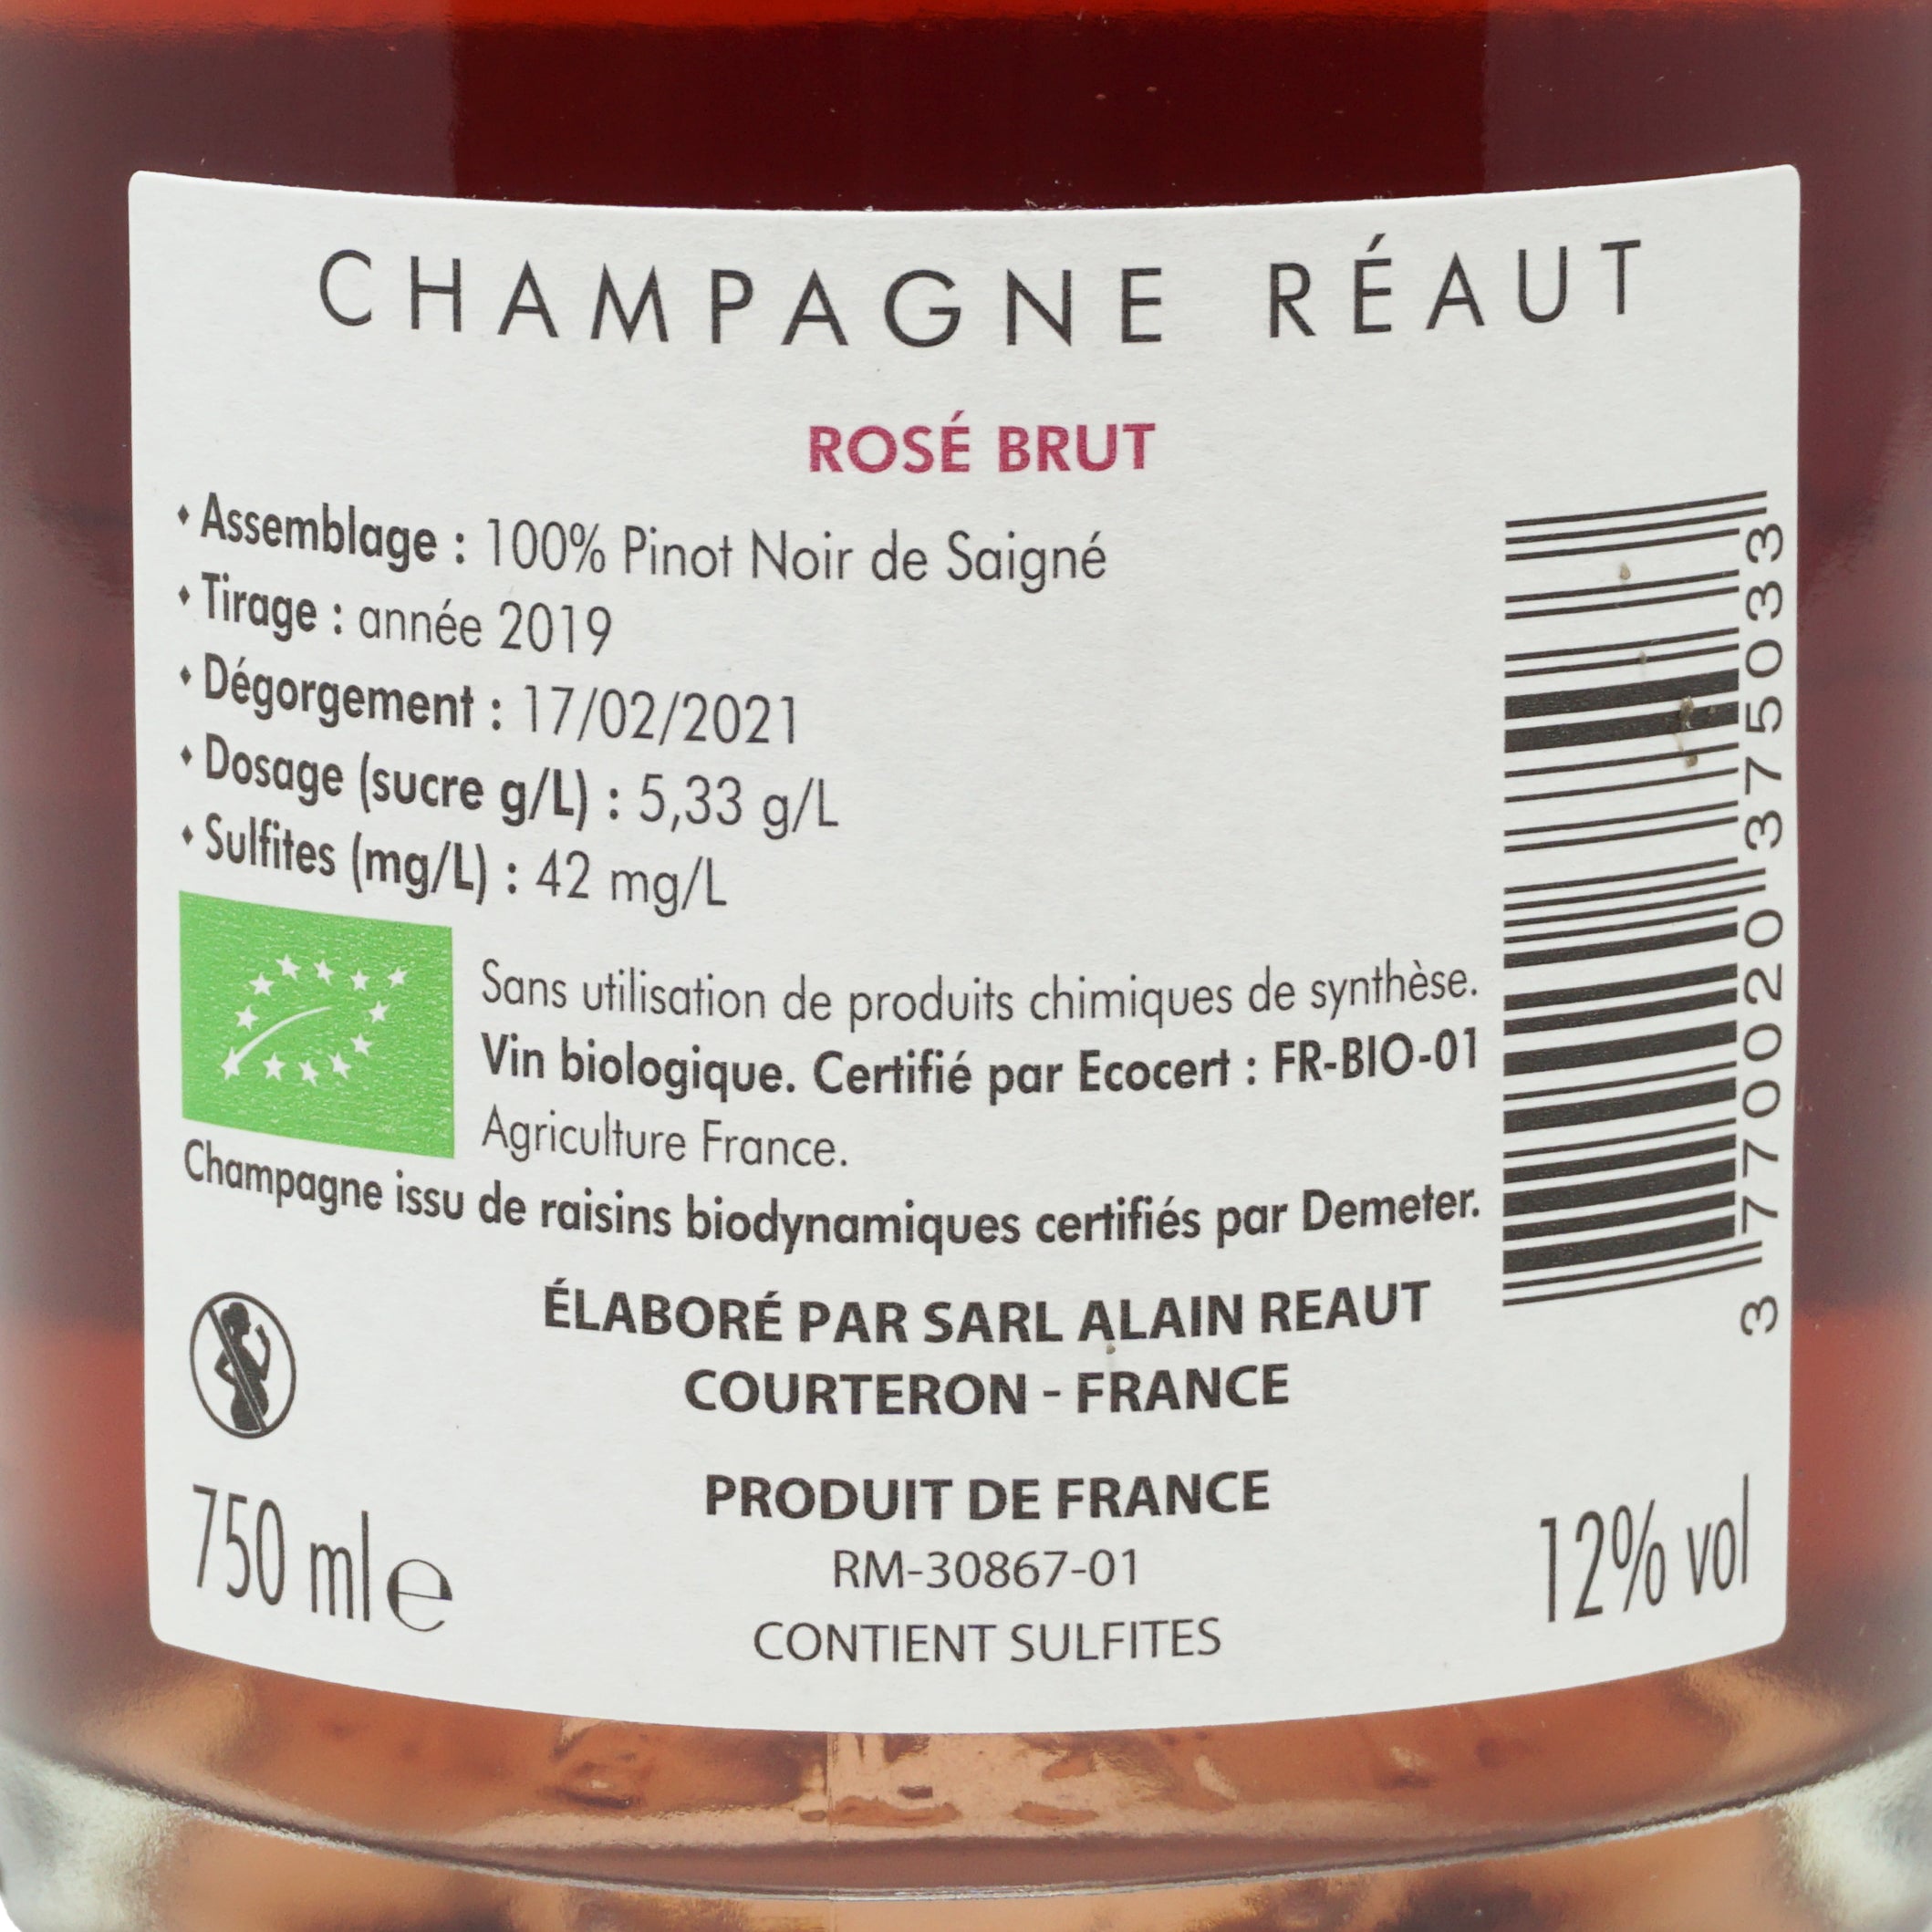 CHAMPAGNE RÉAUT
ROSÉ BRUT
• Assemblage : 100% Pinot Noir de Saigné
• Tirage : année 2019
• Dégorgement : 17/02/2021
• Dosage (sucre g/L) : 5,33 g/L
• Sulfites (mg/L) : 42 mg/L
Sans utilisation de produits chimiques de synthèse.
Vin biologique. Certifié par Ecocert : FR-BIO-01
Agriculture France.
Champagne issu de raisins biodynamiques certifiés par Demeter.
ÉLABORÉ PAR SARL ALAIN REAUT
COURTERON - FRANCE
PRODUIT DE FRANCE
RM-30867-01
CONTIENT SULFITES
750 ml e
12% vol
3 770020 375033